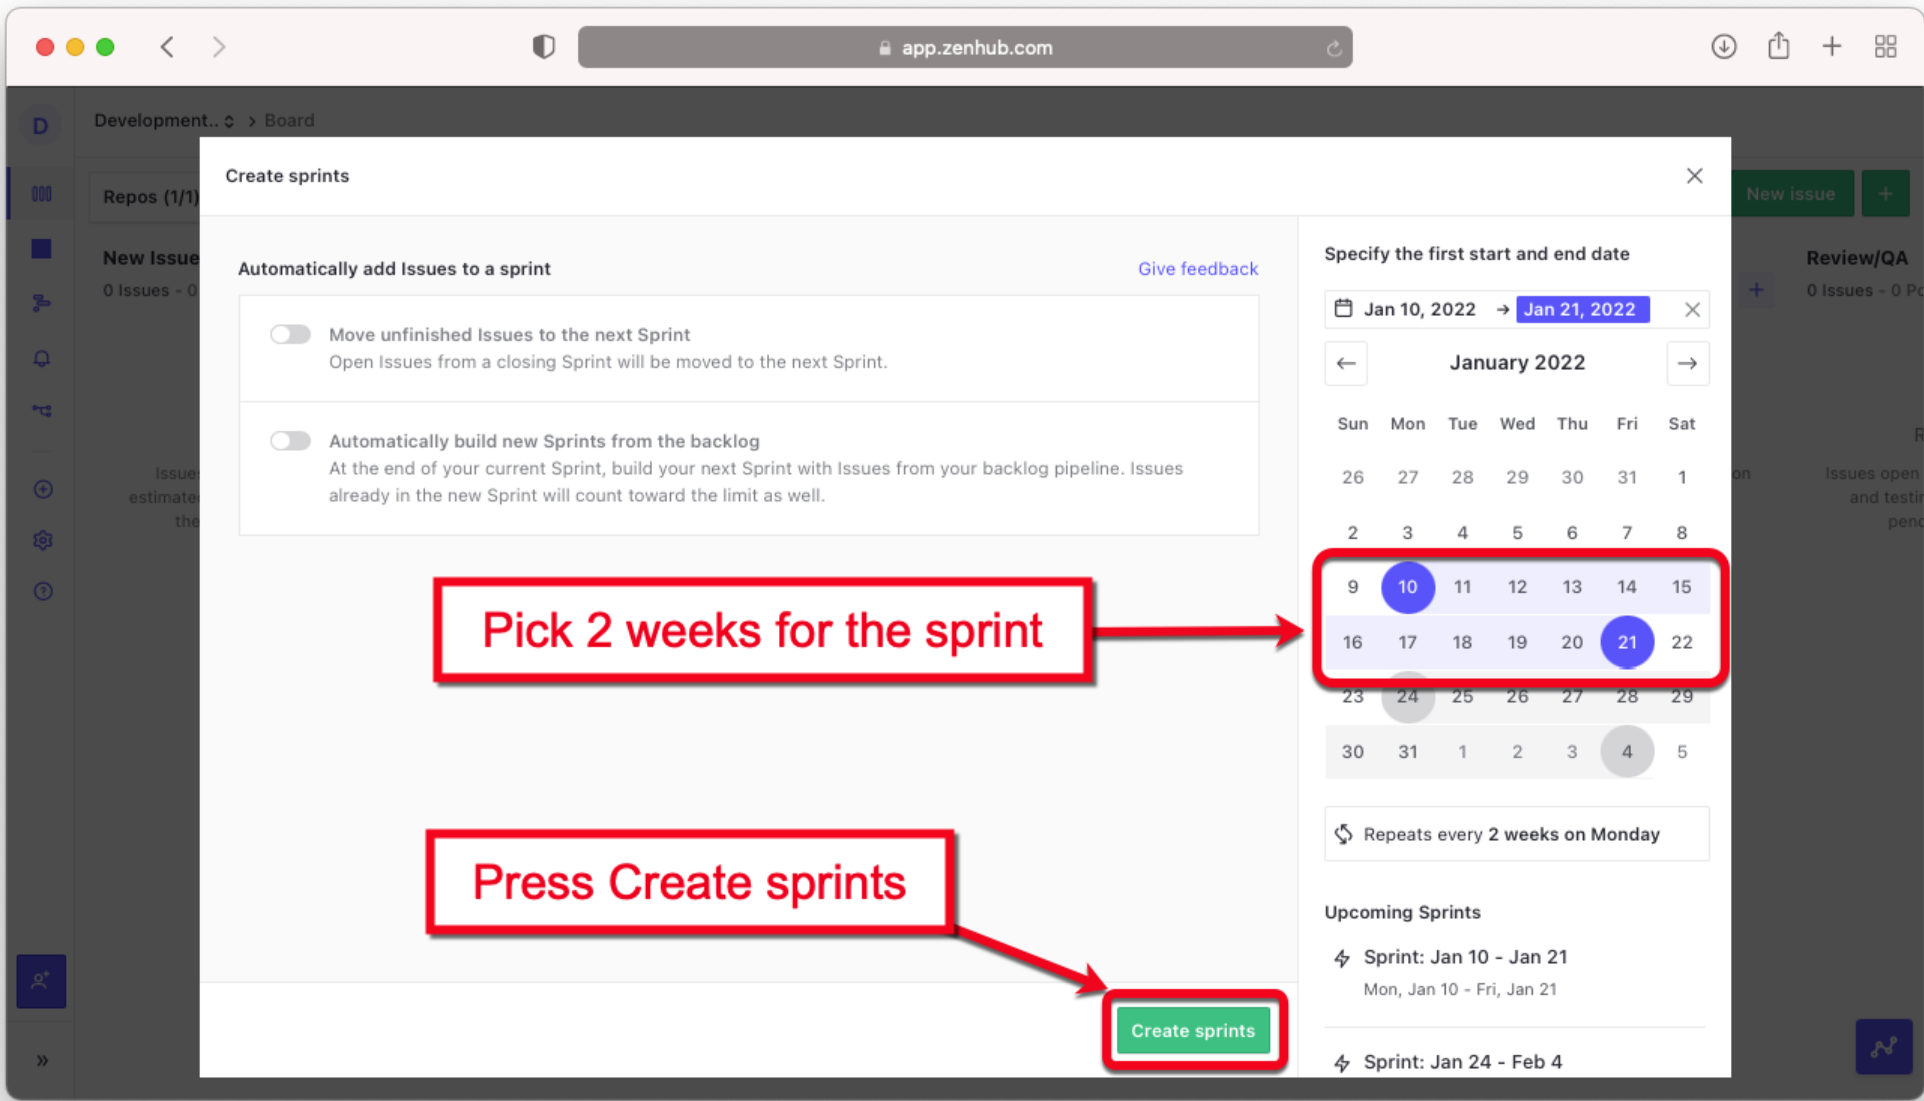 app.zenhub.com
D
Development.. > Board
Create sprints
Repos (1/1)
New issue
+
New Issue
0 Issues - 0
Automatically add Issues to a sprint
Give feedback
Specify the first start and end date
Review/QA
0 Issues - 0
Jan 10, 2022 → Jan 21, 2022
Move unfinished Issues to the next Sprint
Open Issues from a closing Sprint will be moved to the next Sprint.
January 2022
Sun Mon Tue Wed Thu Fri Sat
Automatically build new Sprints from the backlog
At the end of your current Sprint, build your next Sprint with Issues from your backlog pipeline. Issues
already in the new Sprint will count toward the limit as well.
26 27 28 29 30 31 1
2 3 4 5 6 7 8
9 10 11 12 13 14 15
16 17 18 19 20 21 22
23 24 25 26 27 28 29
30 31 1 2 3 4 5
Issues
estimated
the
on
Issues open
and
Pick 2 weeks for the sprint
Repeats every 2 weeks on Monday
Press Create sprints
Upcoming Sprints
Sprint: Jan 10 - Jan 21
Mon, Jan 10 - Fri, Jan 21
Create sprints
Sprint: Jan 24 - Feb 4